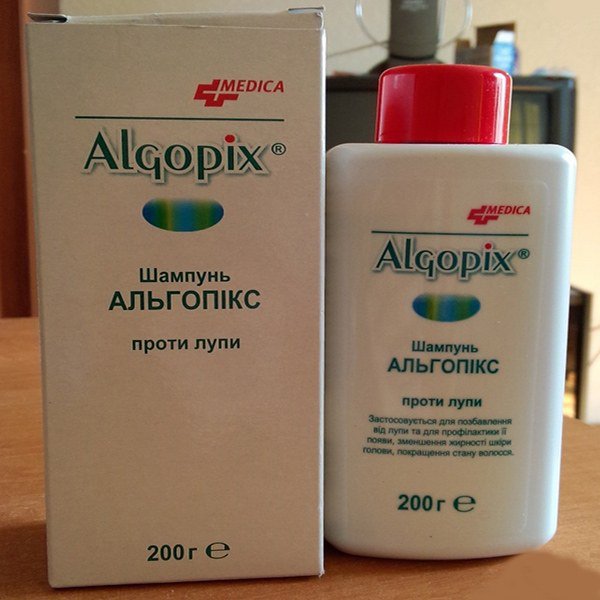 MEDICA
Algopix®
Шампунь
АЛЬГОПІКС
проти лупи
200 г ℮
MEDICA
Algopix®
Шампунь
АЛЬГОПІКС
проти лупи
Застосовується для позбавлення
від лупи та для профілактики її
появи, зменшення жирності шкіри
голови, покращення стану волосся.
200 г ℮